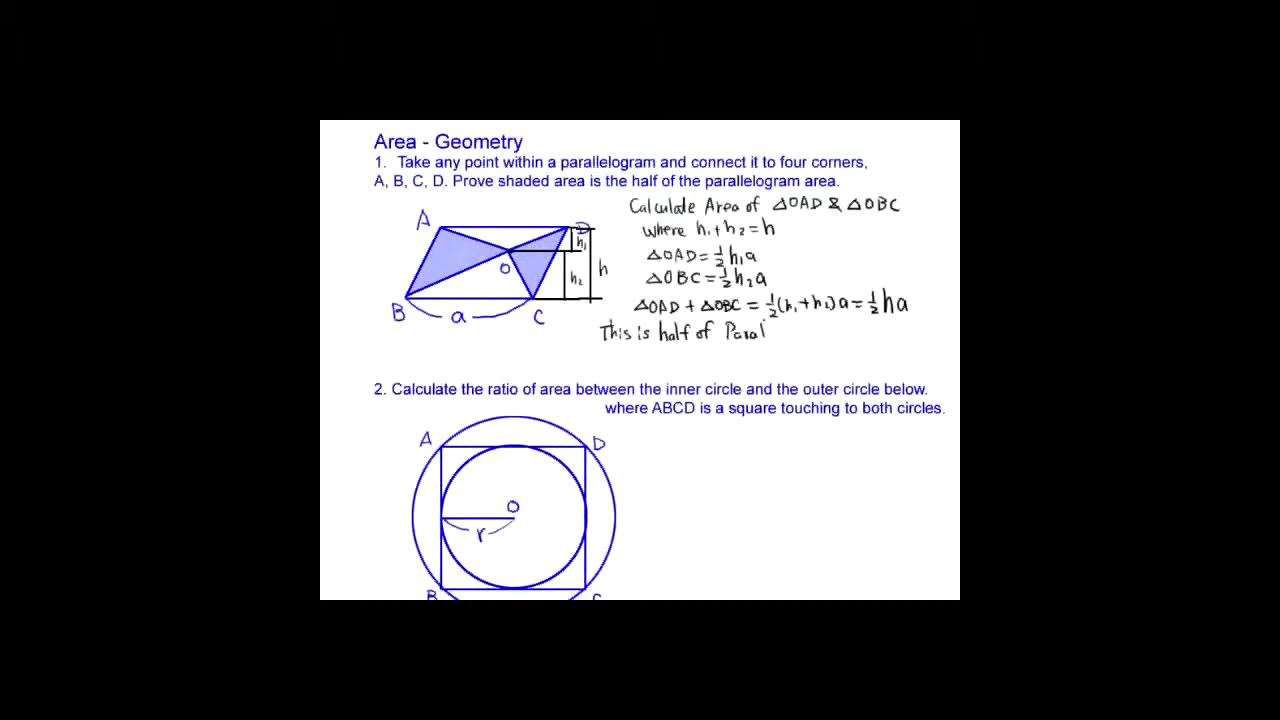 Area - Geometry
1. Take any point within a parallelogram and connect it to four corners,
A, B, C, D. Prove shaded area is the half of the parallelogram area.
Calculate Area of △OAD & △OBC
where h₁+h₂=h
△OAD=½h₁a
△OBC=½h₂a
△OAD+△OBC=½(h₁+h₂)a=½ha
This is half of Paral
A
D
h₁
O
h₂
h
B
a
C
2. Calculate the ratio of area between the inner circle and the outer circle below.
where ABCD is a square touching to both circles.
A
D
O
r
B
C